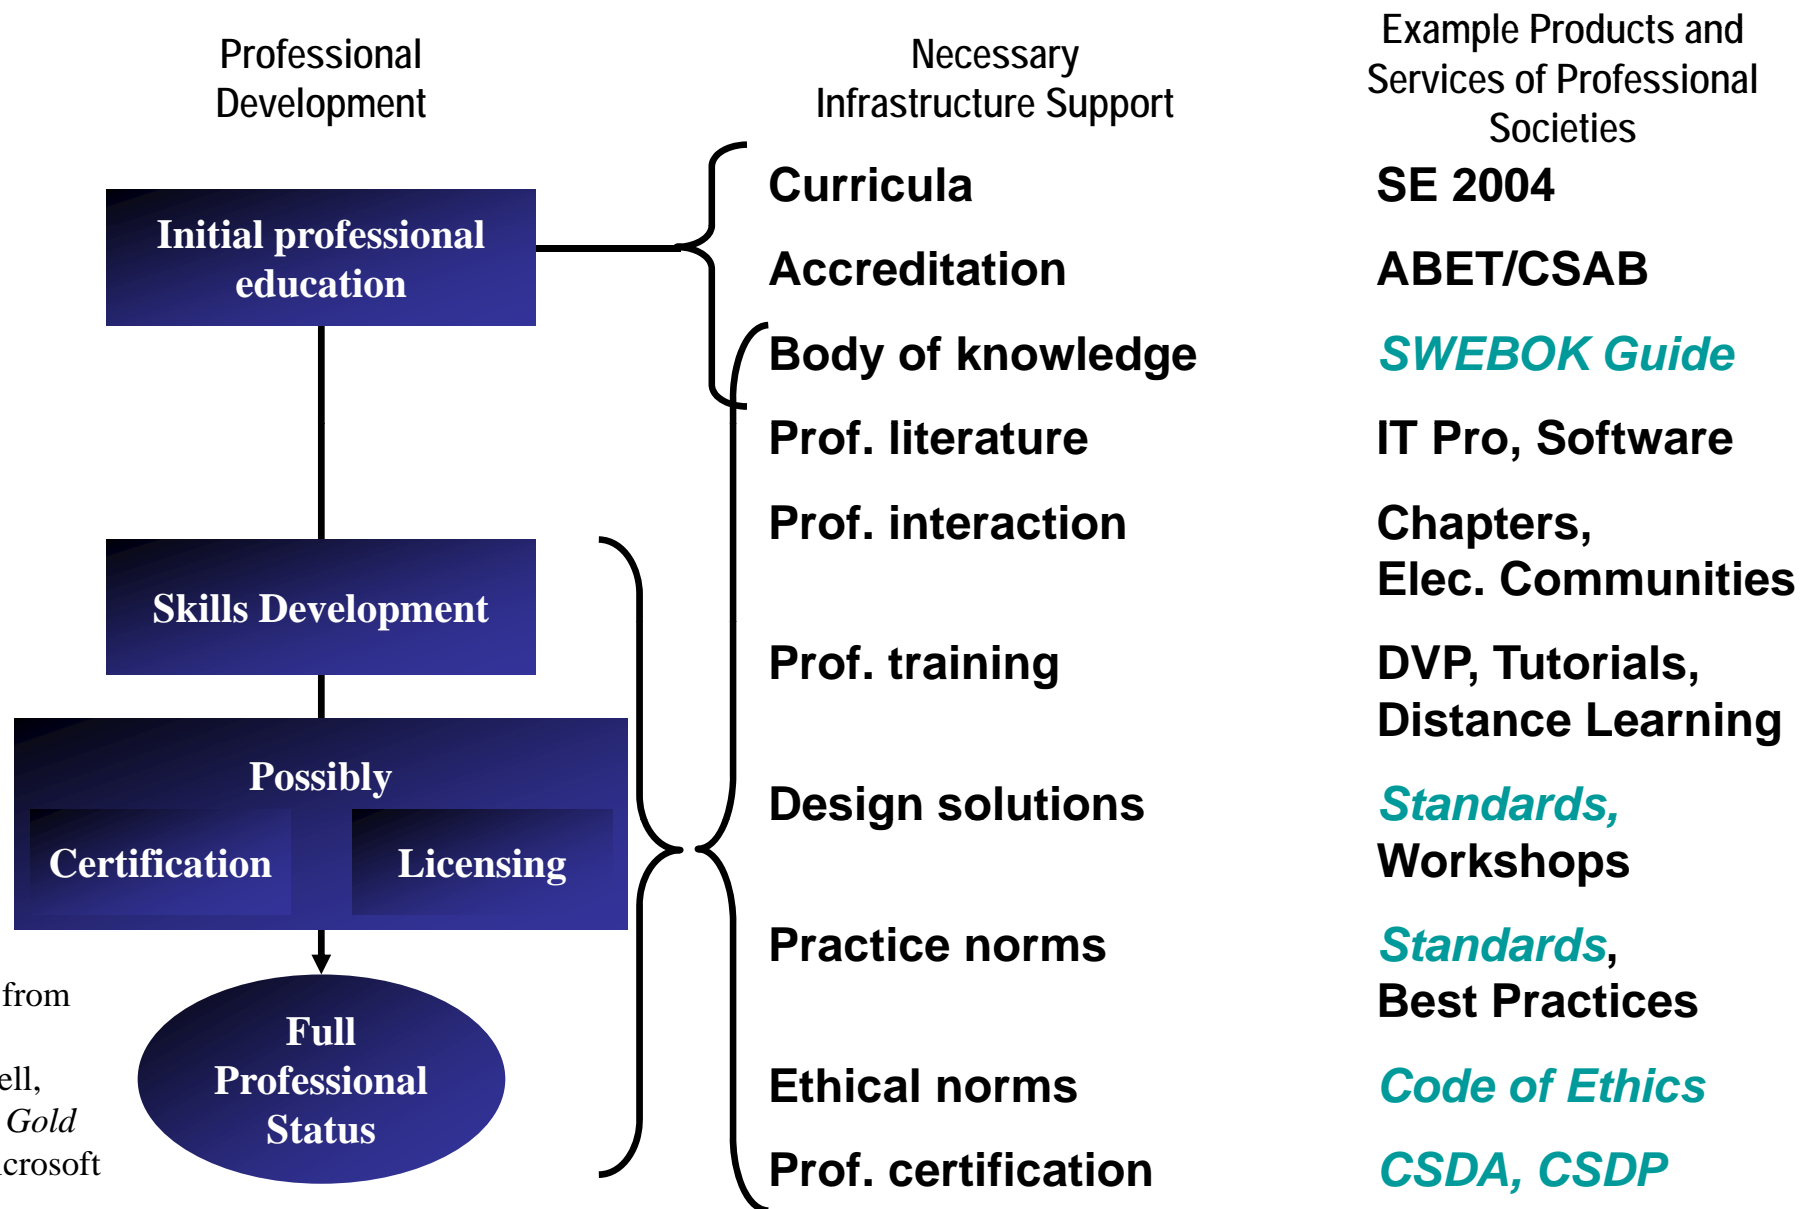 Professional
Development
Necessary
Infrastructure Support
Example Products and
Services of Professional
Societies
Initial professional
education
Skills Development
Possibly
Certification
Licensing
Full
Professional
Status
from
ell,
Gold
crosoft
Curricula
SE 2004
Accreditation
ABET/CSAB
Body of knowledge
SWEBOK Guide
Prof. literature
IT Pro, Software
Prof. interaction
Chapters,
Elec. Communities
Prof. training
DVP, Tutorials,
Distance Learning
Design solutions
Standards,
Workshops
Practice norms
Standards,
Best Practices
Ethical norms
Code of Ethics
Prof. certification
CSDA, CSDP